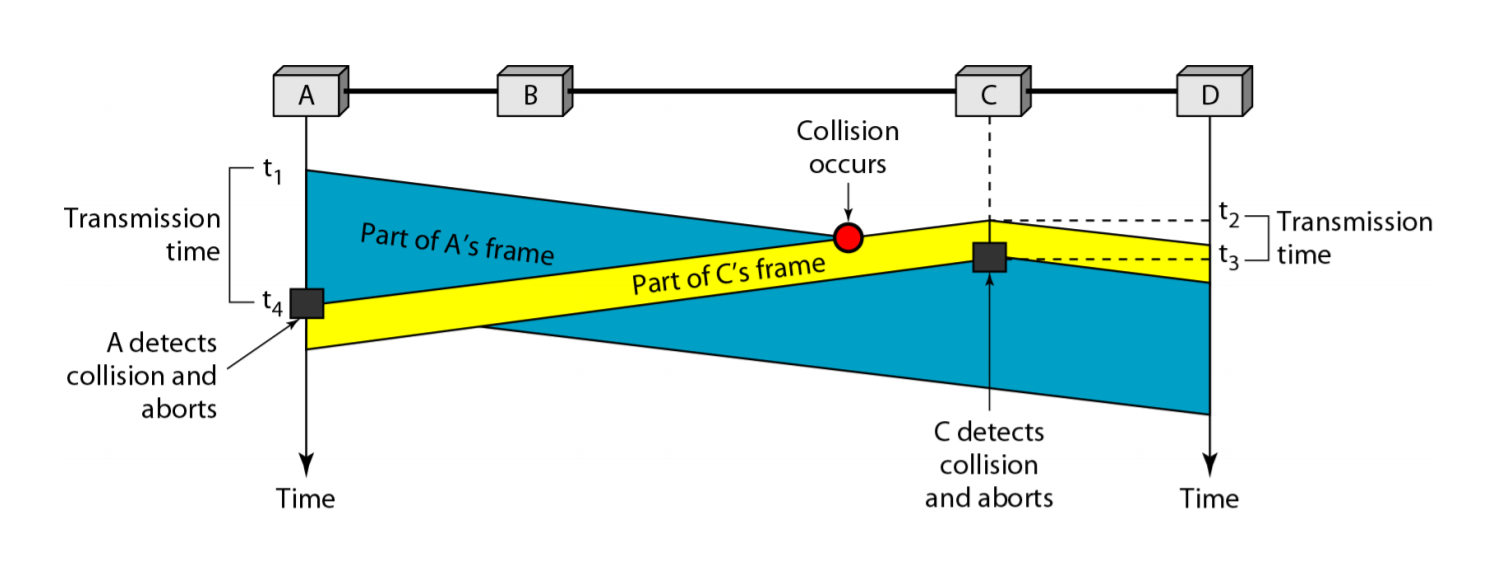 A
B
C
D
Collision
occurs
t1
t2
Transmission
time
Transmission
time
Part of A's frame
Part of C's frame
t3
t4
A detects
collision and
aborts
C detects
collision
and aborts
Time
Time